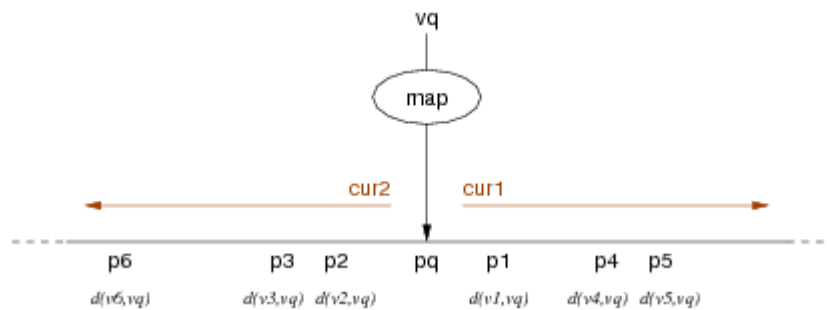 vq
map
cur2 cur1
p6 p3 p2 pq p1 p4 p5
d(v6,vq) d(v3,vq) d(v2,vq) d(v1,vq) d(v4,vq) d(v5,vq)